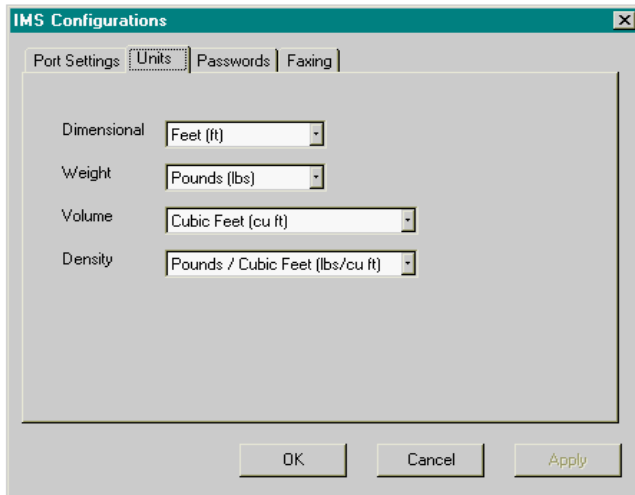 IMS Configurations
Port Settings Units Passwords Faxing
Dimensional Feet (ft)
Weight Pounds (lbs)
Volume Cubic Feet (cu ft)
Density Pounds / Cubic Feet (lbs/cu ft)
OK Cancel Apply